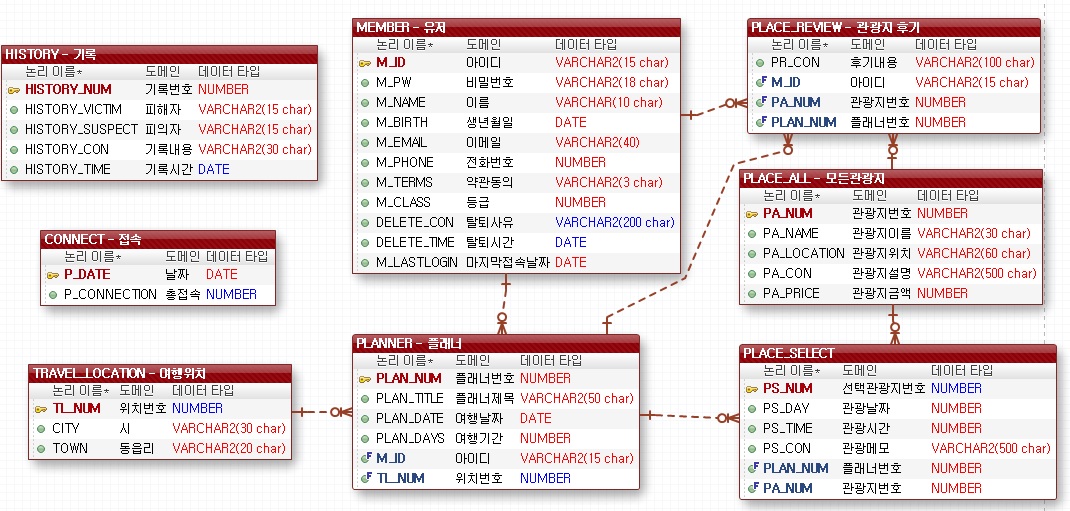 HISTORY - 기록
논리 이름* 도메인 데이터 타입
HISTORY_NUM 기록번호 NUMBER
HISTORY_VICTIM 피해자 VARCHAR2(15 char)
HISTORY_SUSPECT 피의자 VARCHAR2(15 char)
HISTORY_CON 기록내용 VARCHAR2(30 char)
HISTORY_TIME 기록시간 DATE
CONNECT - 접속
논리 이름* 도메인 데이터 타입
P_DATE 날짜 DATE
P_CONNECTION 총접속 NUMBER
TRAVEL_LOCATION - 여행위치
논리 이름* 도메인 데이터 타입
TL_NUM 위치번호 NUMBER
CITY 시 VARCHAR2(30 char)
TOWN 동읍리 VARCHAR2(20 char)
MEMBER - 유저
논리 이름* 도메인 데이터 타입
M_ID 아이디 VARCHAR2(15 char)
M_PW 비밀번호 VARCHAR2(18 char)
M_NAME 이름 VARCHAR(10 char)
M_BIRTH 생년월일 DATE
M_EMAIL 이메일 VARCHAR2(40)
M_PHONE 전화번호 NUMBER
M_TERMS 약관동의 VARCHAR2(3 char)
M_CLASS 등급 NUMBER
DELETE_CON 탈퇴사유 VARCHAR2(200 char)
DELETE_TIME 탈퇴시간 DATE
M_LASTLOGIN 마지막접속날짜 DATE
PLANNER - 플래너
논리 이름* 도메인 데이터 타입
PLAN_NUM 플래너번호 NUMBER
PLAN_TITLE 플래너제목 VARCHAR2(50 char)
PLAN_DATE 여행날짜 DATE
PLAN_DAYS 여행기간 NUMBER
M_ID 아이디 VARCHAR2(15 char)
TL_NUM 위치번호 NUMBER
PLACE_REVIEW - 관광지 후기
논리 이름* 도메인 데이터 타입
PR_CON 후기내용 VARCHAR2(100 char)
M_ID 아이디 VARCHAR2(15 char)
PA_NUM 관광지번호 NUMBER
PLAN_NUM 플래너번호 NUMBER
PLACE_ALL - 모든관광지
논리 이름* 도메인 데이터 타입
PA_NUM 관광지번호 NUMBER
PA_NAME 관광지이름 VARCHAR2(30 char)
PA_LOCATION 관광지위치 VARCHAR2(60 char)
PA_CON 관광지설명 VARCHAR2(500 char)
PA_PRICE 관광지금액 NUMBER
PLACE_SELECT
논리 이름* 도메인 데이터 타입
PS_NUM 선택관광지번호 NUMBER
PS_DAY 관광날짜 NUMBER
PS_TIME 관광시간 NUMBER
PS_CON 관광메모 VARCHAR2(500 char)
PLAN_NUM 플래너번호 NUMBER
PA_NUM 관광지번호 NUMBER